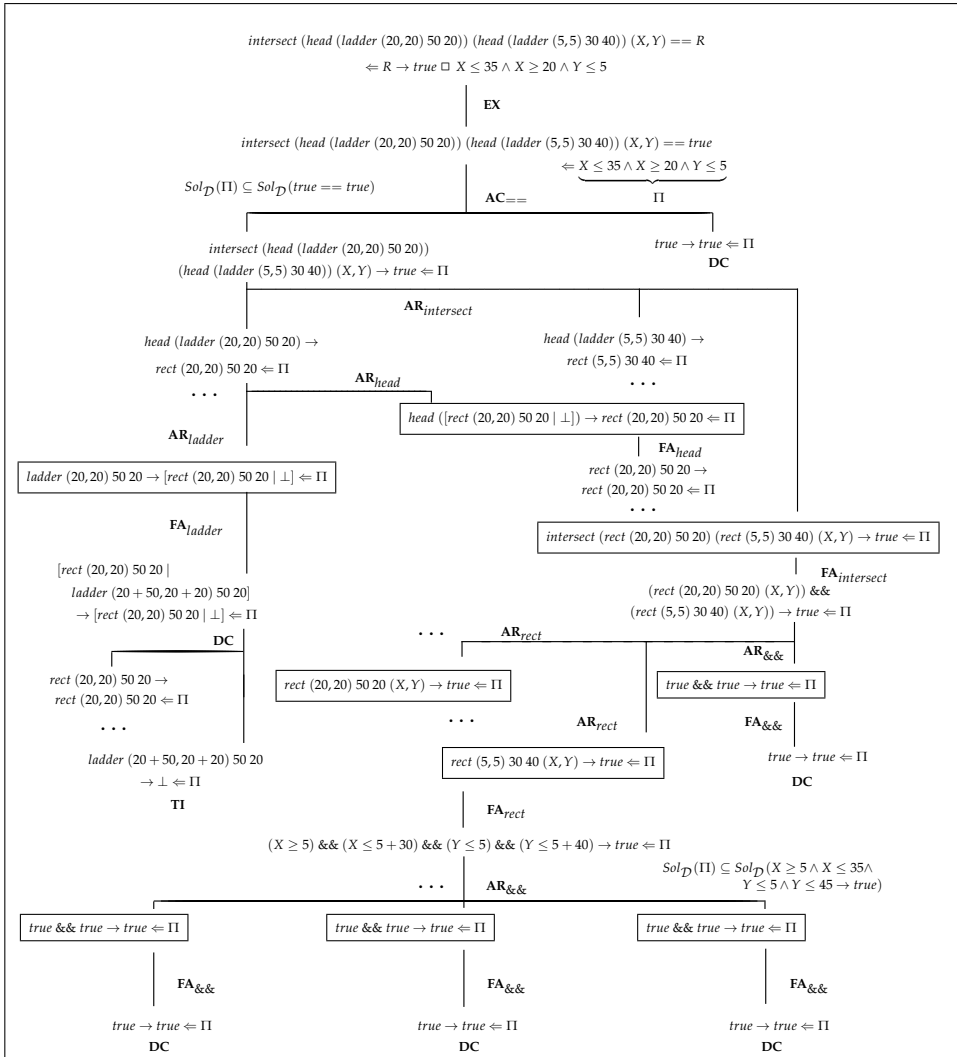 intersect (head (ladder (20, 20) 50 20)) (head (ladder (5, 5) 30 40)) (X, Y) == R
⇐ R → true □ X ≤ 35 ∧ X ≥ 20 ∧ Y ≤ 5
EX
intersect (head (ladder (20, 20) 50 20)) (head (ladder (5, 5) 30 40)) (X, Y) == true
⇐ X ≤ 35 ∧ X ≥ 20 ∧ Y ≤ 5
Π
Sol_D(Π) ⊆ Sol_D(true == true)
AC==
intersect (head (ladder (20, 20) 50 20))
(head (ladder (5, 5) 30 40)) (X, Y) → true ⇐ Π
true → true ⇐ Π
DC
AR_intersect
head (ladder (20, 20) 50 20) →
rect (20, 20) 50 20 ⇐ Π
...
head (ladder (5, 5) 30 40) →
rect (5, 5) 30 40 ⇐ Π
...
AR_head
head ([rect (20, 20) 50 20 | ⊥]) → rect (20, 20) 50 20 ⇐ Π
AR_ladder
FA_head
ladder (20, 20) 50 20 → [rect (20, 20) 50 20 | ⊥] ⇐ Π
rect (20, 20) 50 20 →
rect (20, 20) 50 20 ⇐ Π
...
FA_ladder
intersect (rect (20, 20) 50 20) (rect (5, 5) 30 40) (X, Y) → true ⇐ Π
FA_intersect
[rect (20, 20) 50 20 |
ladder (20 + 50, 20 + 20) 50 20]
→ [rect (20, 20) 50 20 | ⊥] ⇐ Π
(rect (20, 20) 50 20) (X, Y)) &&
(rect (5, 5) 30 40) (X, Y)) → true ⇐ Π
DC
... AR_rect
AR_&&
rect (20, 20) 50 20 →
rect (20, 20) 50 20 ⇐ Π
...
rect (20, 20) 50 20 (X, Y) → true ⇐ Π
true && true → true ⇐ Π
... AR_rect
FA_&&
ladder (20 + 50, 20 + 20) 50 20
→ ⊥ ⇐ Π
TI
rect (5, 5) 30 40 (X, Y) → true ⇐ Π
true → true ⇐ Π
DC
FA_rect
(X ≥ 5) && (X ≤ 5 + 30) && (Y ≤ 5) && (Y ≤ 5 + 40) → true ⇐ Π
Sol_D(Π) ⊆ Sol_D(X ≥ 5 ∧ X ≤ 35∧
Y ≤ 5 ∧ Y ≤ 45 → true)
... AR_&&
true && true → true ⇐ Π
true && true → true ⇐ Π
true && true → true ⇐ Π
FA_&&
FA_&&
FA_&&
true → true ⇐ Π
true → true ⇐ Π
true → true ⇐ Π
DC
DC
DC